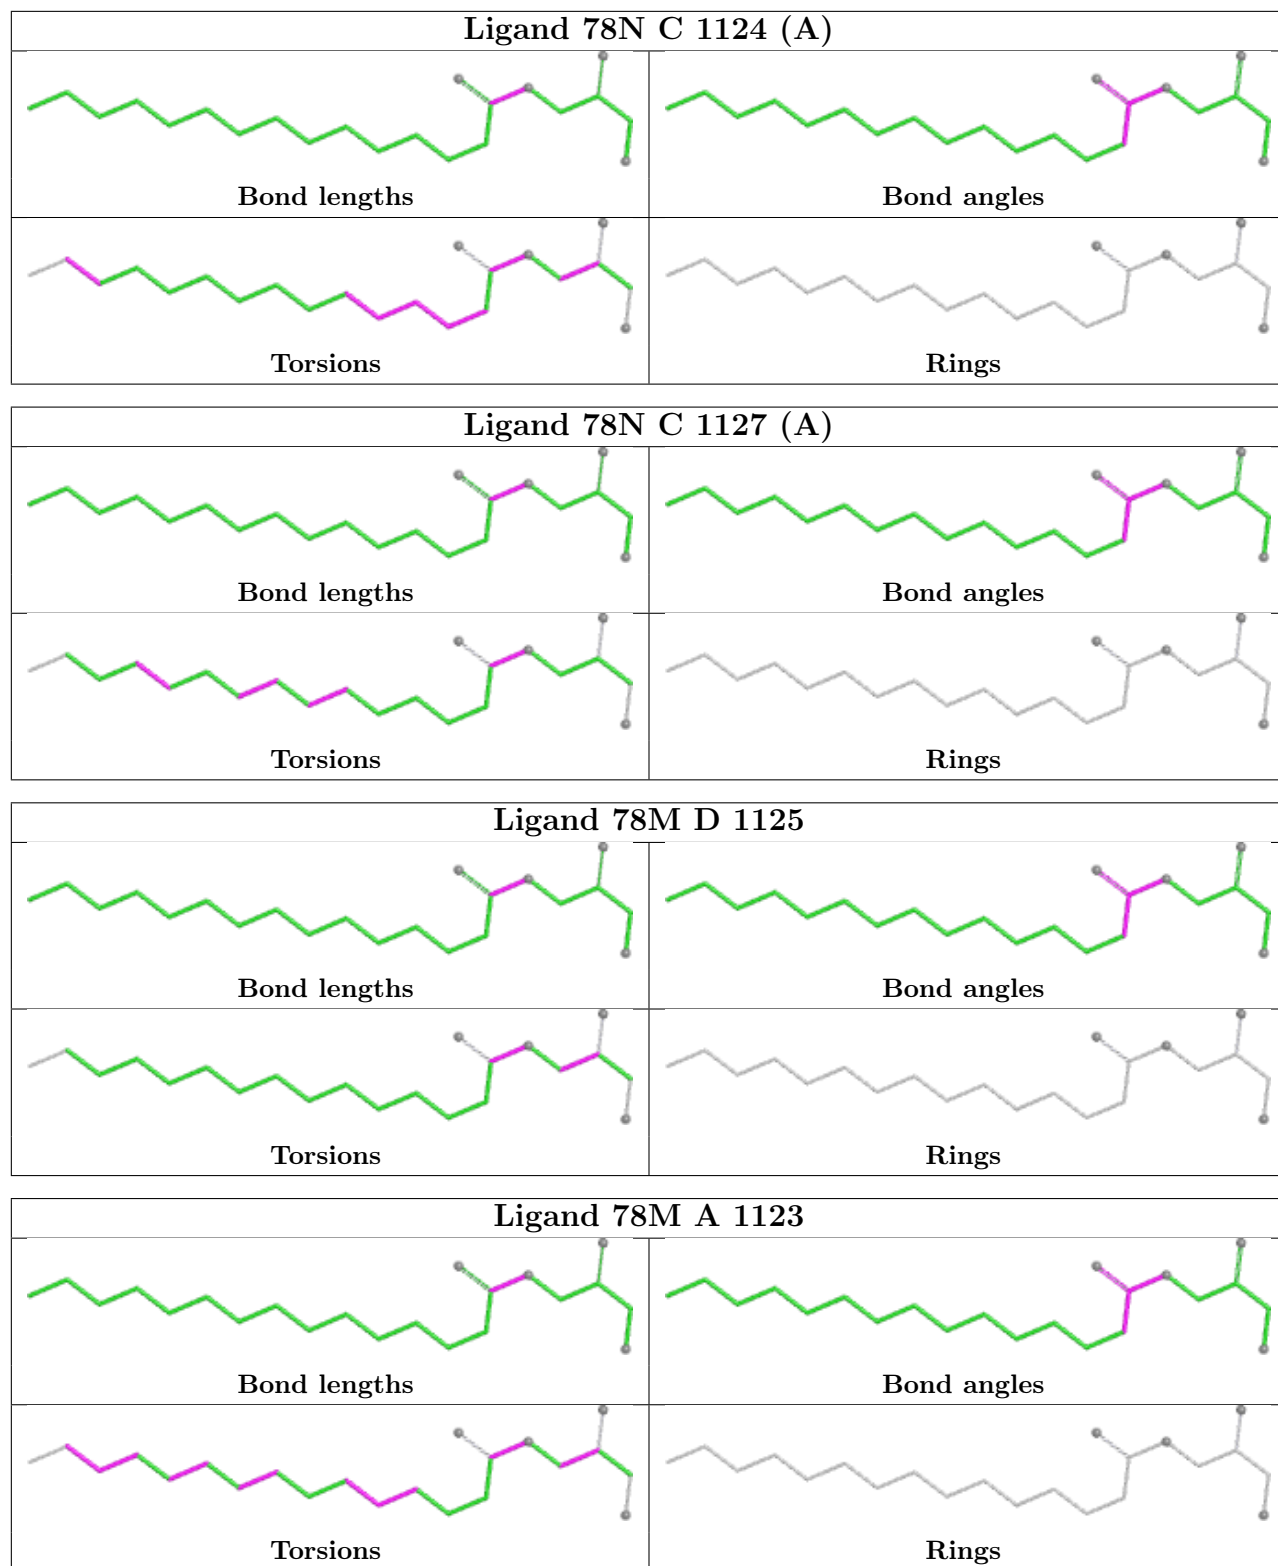 Ligand 78N C 1124 (A)
Bond lengths
Bond angles
Torsions
Rings
Ligand 78N C 1127 (A)
Bond lengths
Bond angles
Torsions
Rings
Ligand 78M D 1125
Bond lengths
Bond angles
Torsions
Rings
Ligand 78M A 1123
Bond lengths
Bond angles
Torsions
Rings